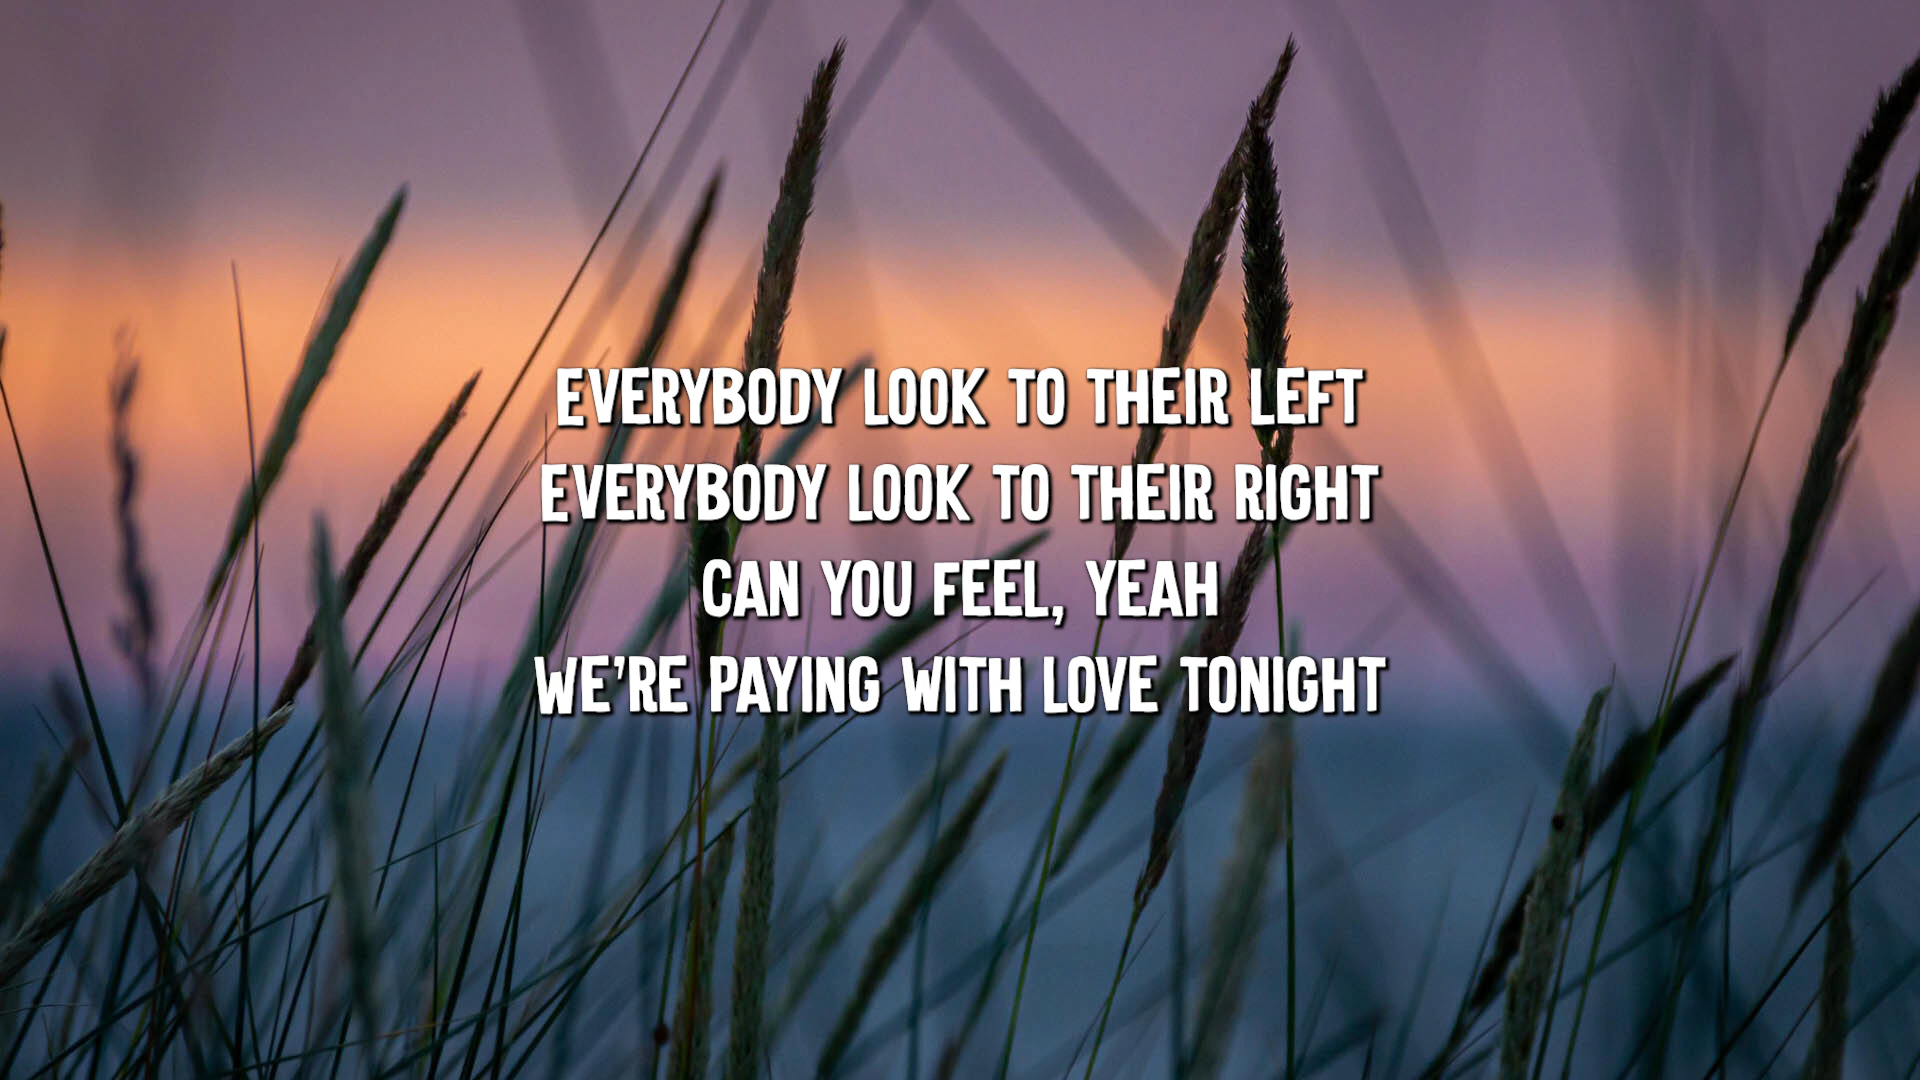 EVERYBODY LOOK TO THEIR LEFT
EVERYBODY LOOK TO THEIR RIGHT
CAN YOU FEEL, YEAH
WE'RE PAYING WITH LOVE TONIGHT